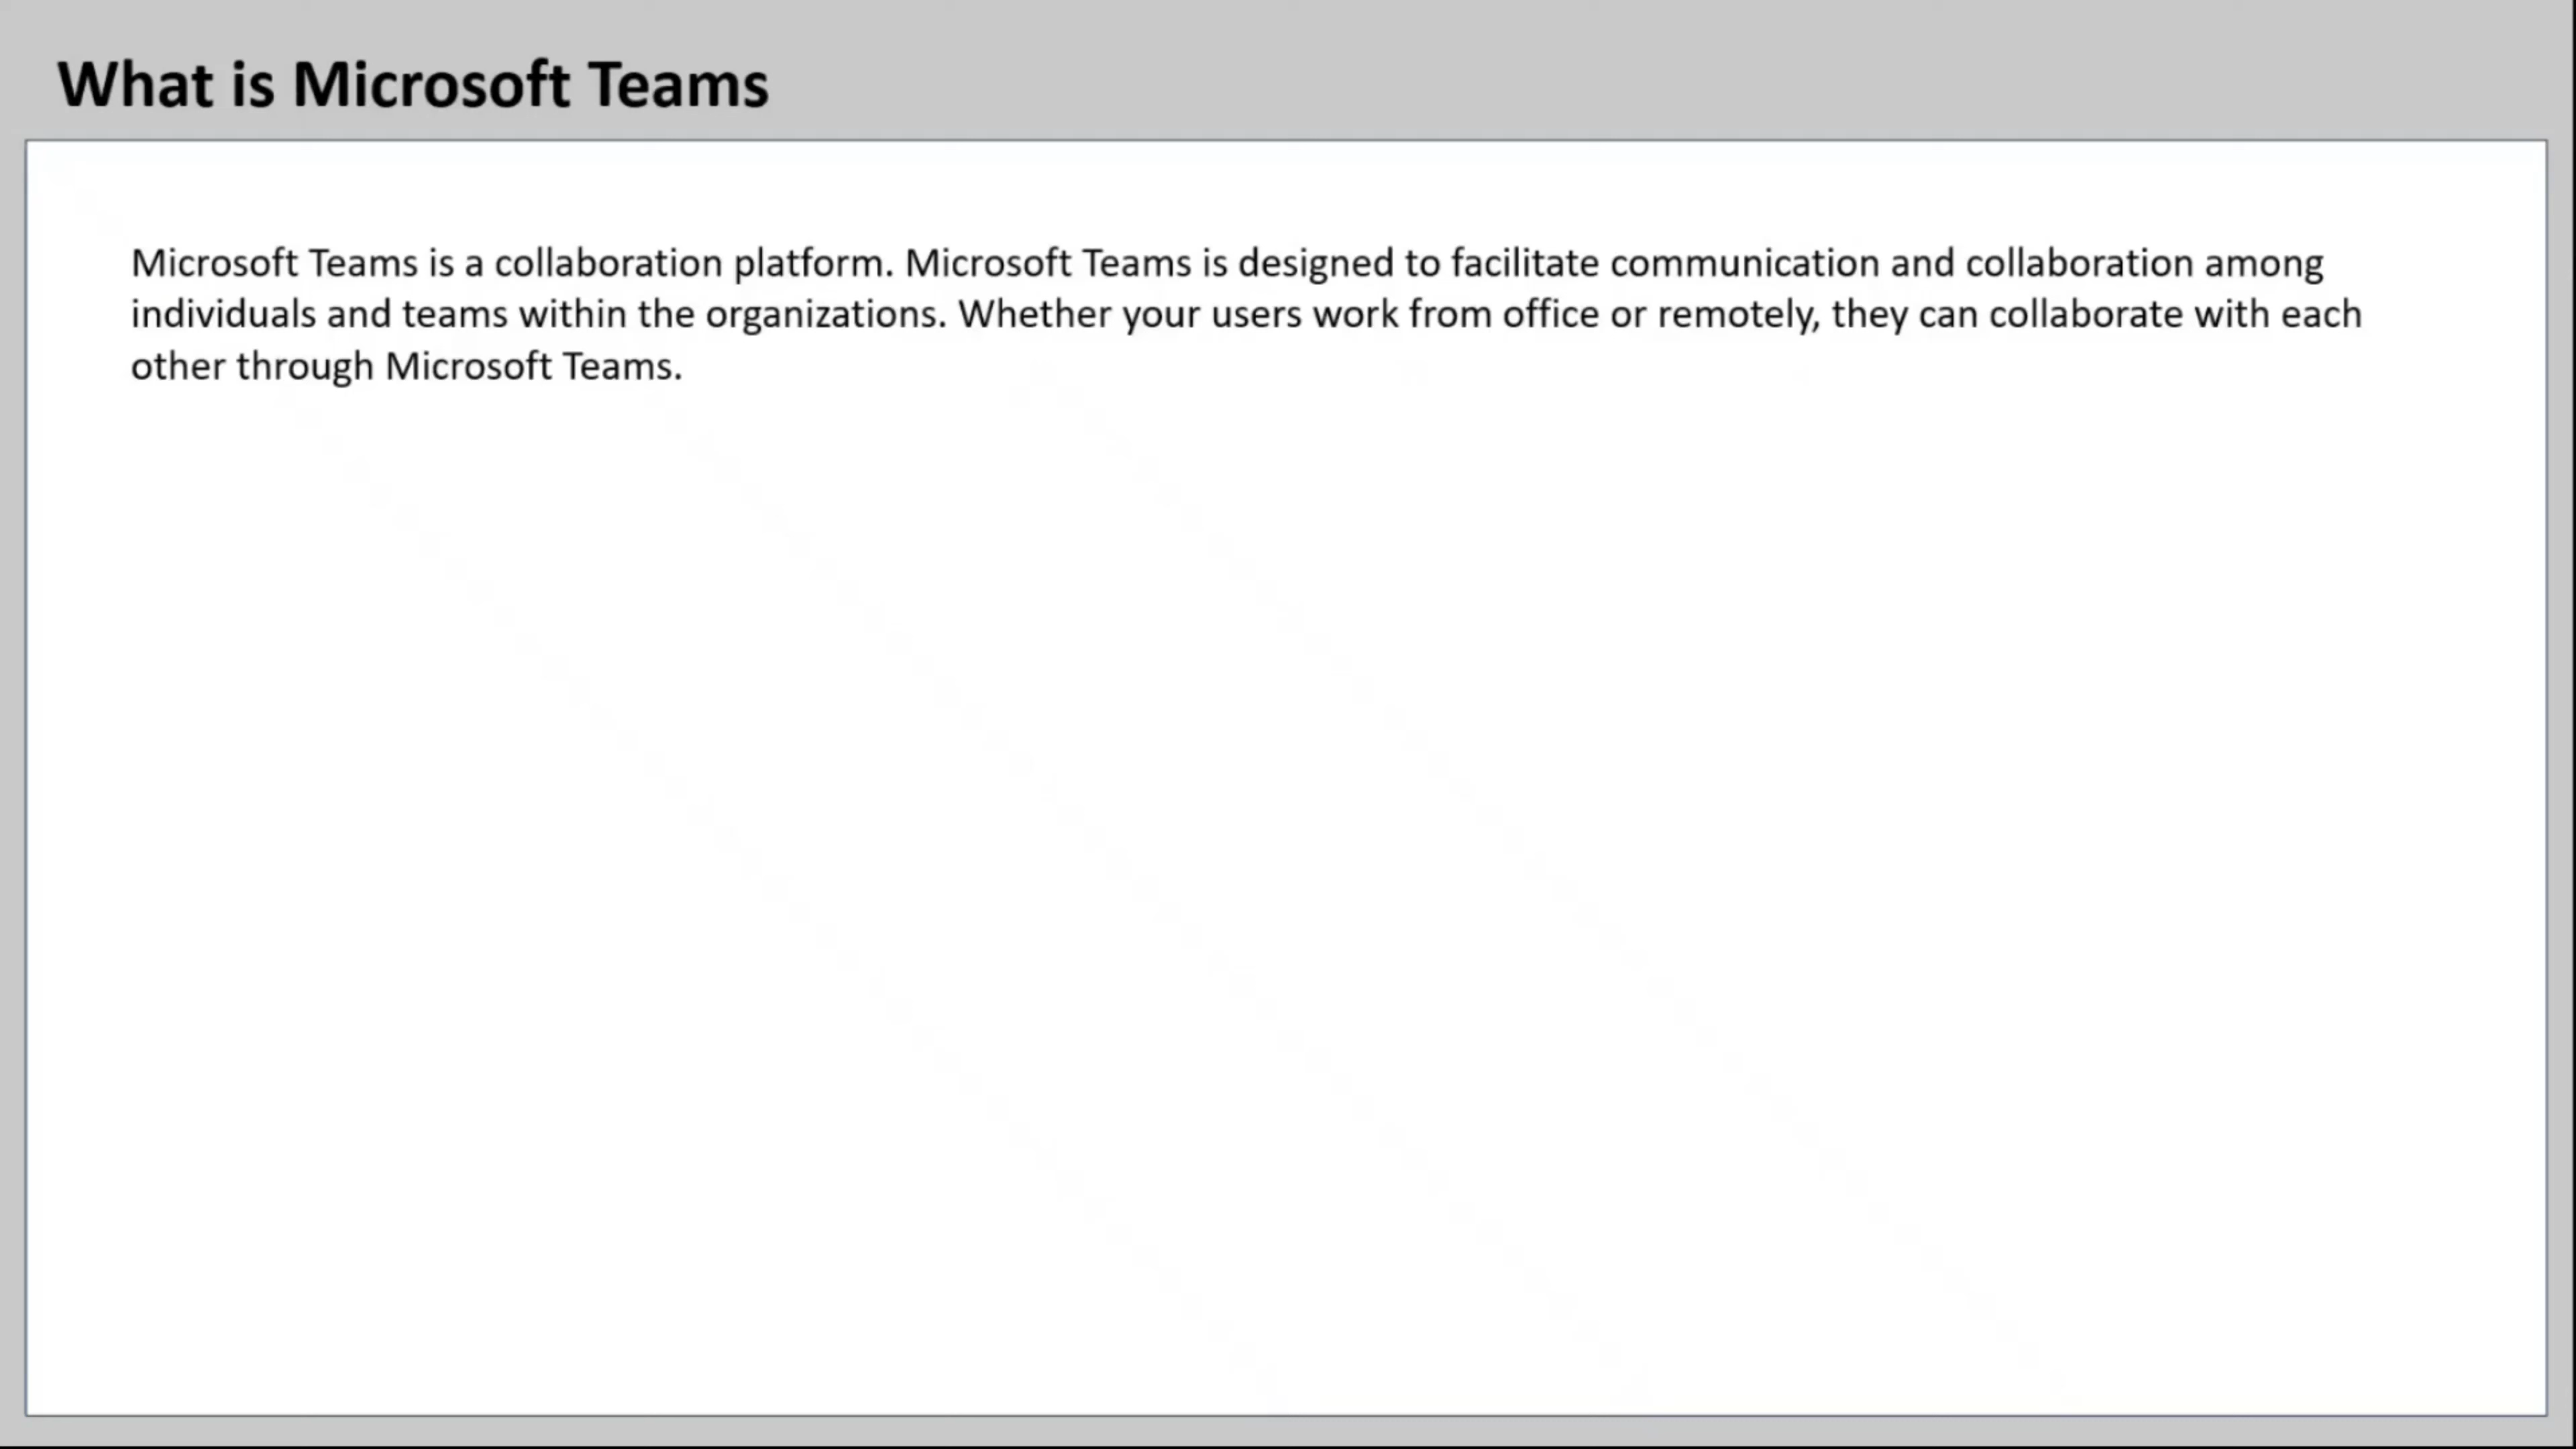 What is Microsoft Teams
Microsoft Teams is a collaboration platform. Microsoft Teams is designed to facilitate communication and collaboration among
individuals and teams within the organizations. Whether your users work from office or remotely, they can collaborate with each
other through Microsoft Teams.